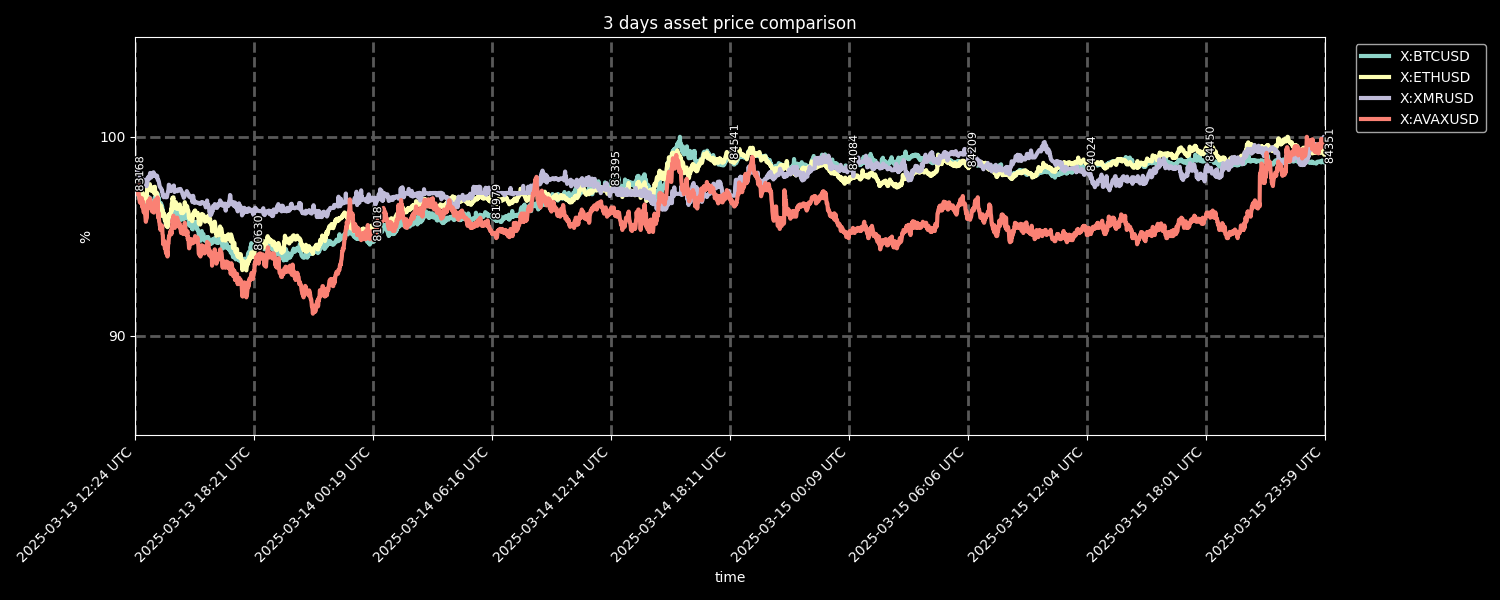 3 days asset price comparison
X:BTCUSD
X:ETHUSD
X:XMRUSD
X:AVAXUSD
100
90
%
83168
80630
81018
81979
83395
84541
84084
84209
84024
84450
84351
2025-03-13 12:24 UTC
2025-03-13 18:21 UTC
2025-03-14 00:19 UTC
2025-03-14 06:16 UTC
2025-03-14 12:14 UTC
2025-03-14 18:11 UTC
2025-03-15 00:09 UTC
2025-03-15 06:06 UTC
2025-03-15 12:04 UTC
2025-03-15 18:01 UTC
2025-03-15 23:59 UTC
time